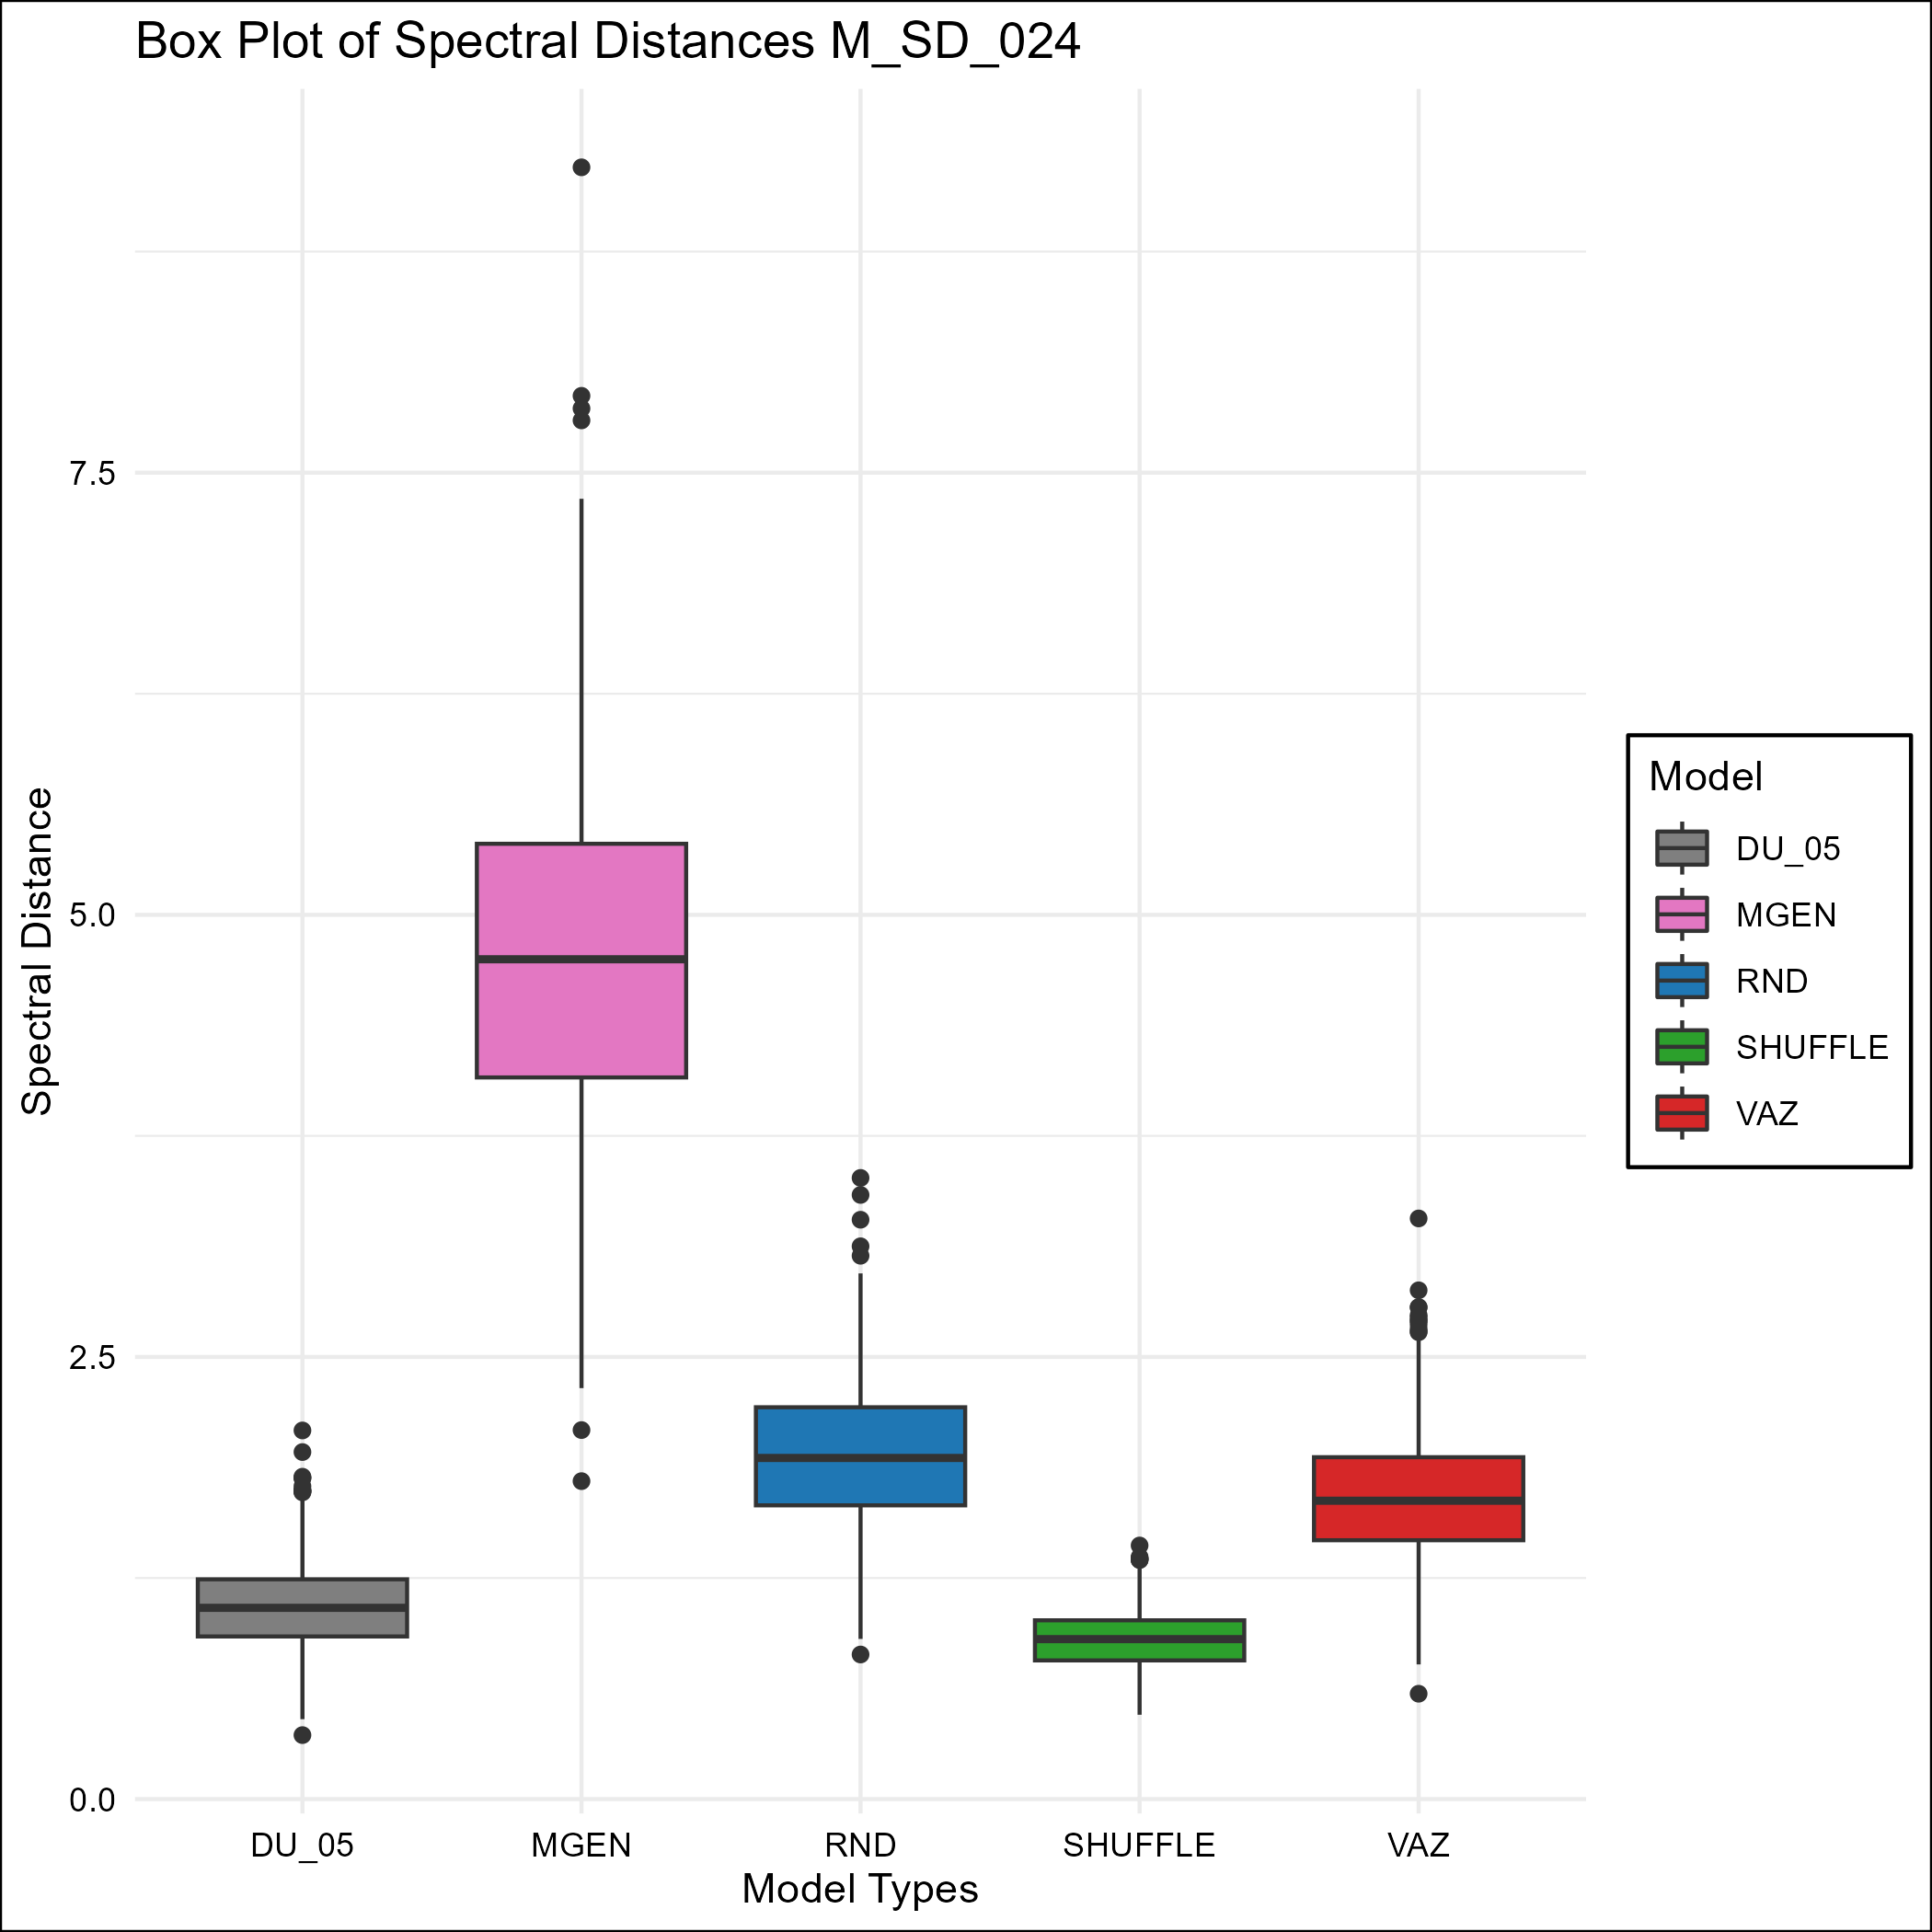 Box Plot of Spectral Distances M_SD_024
Spectral Distance
7.5
5.0
2.5
0.0
DU_05
MGEN
RND
SHUFFLE
VAZ
Model Types
Model
DU_05
MGEN
RND
SHUFFLE
VAZ